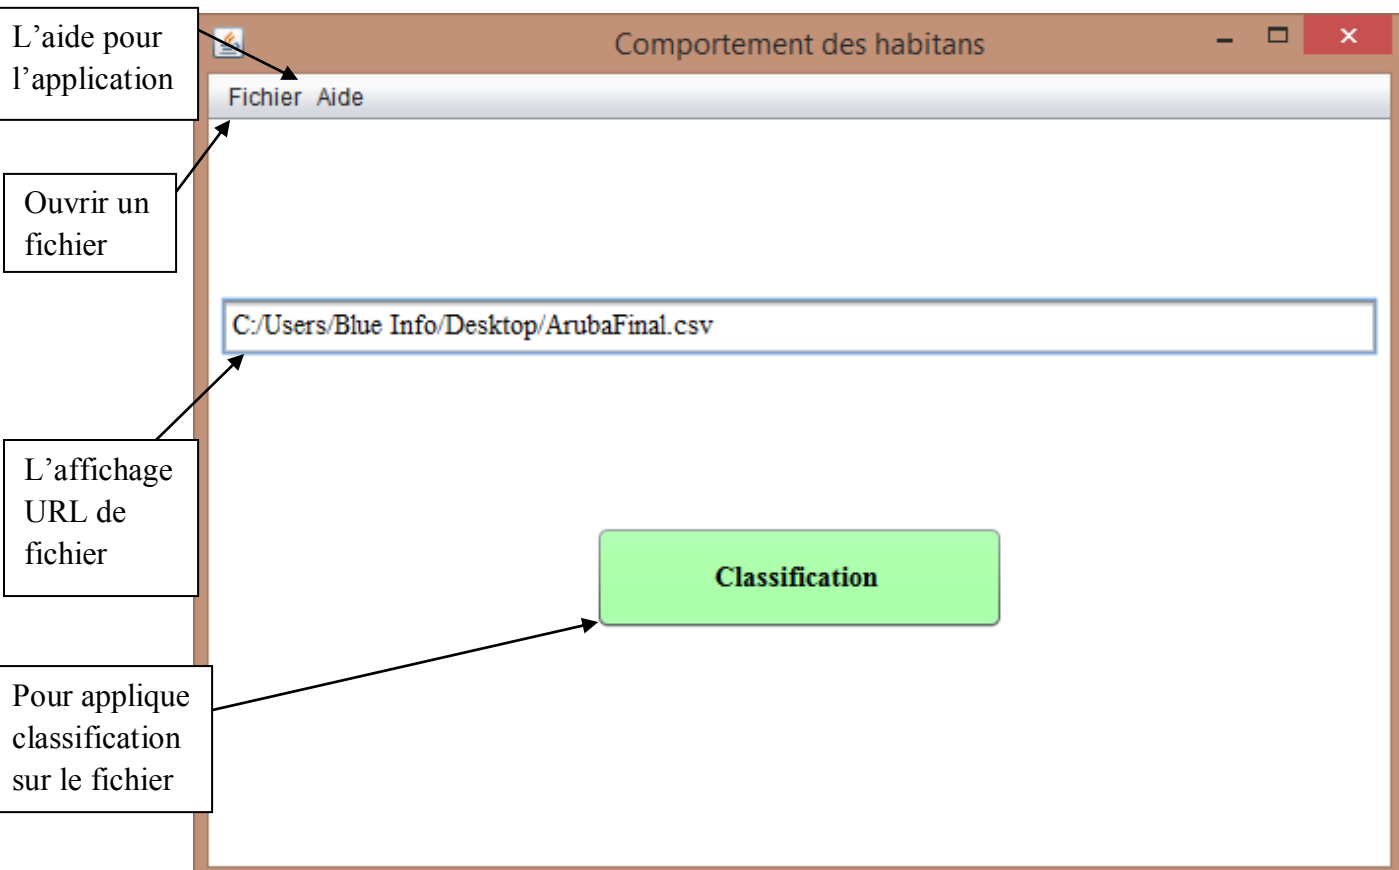 L’aide pour
l’application
Comportement des habitans
Fichier Aide
Ouvrir un
fichier
C:/Users/Blue Info/Desktop/ArubaFinal.csv
L’affichage
URL de
fichier
Classification
Pour applique
classification
sur le fichier